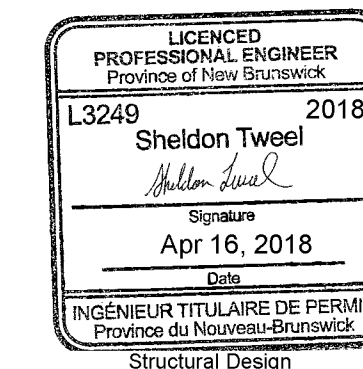 LICENCED
PROFESSIONAL ENGINEER
Province of New Brunswick
L3249 2018
Sheldon Tweel
Sheldon Tweel
Signature
Apr 16, 2018
Date
INGÉNIEUR TITULAIRE DE PERMI
Province du Nouveau-Brunswick
Structural Design